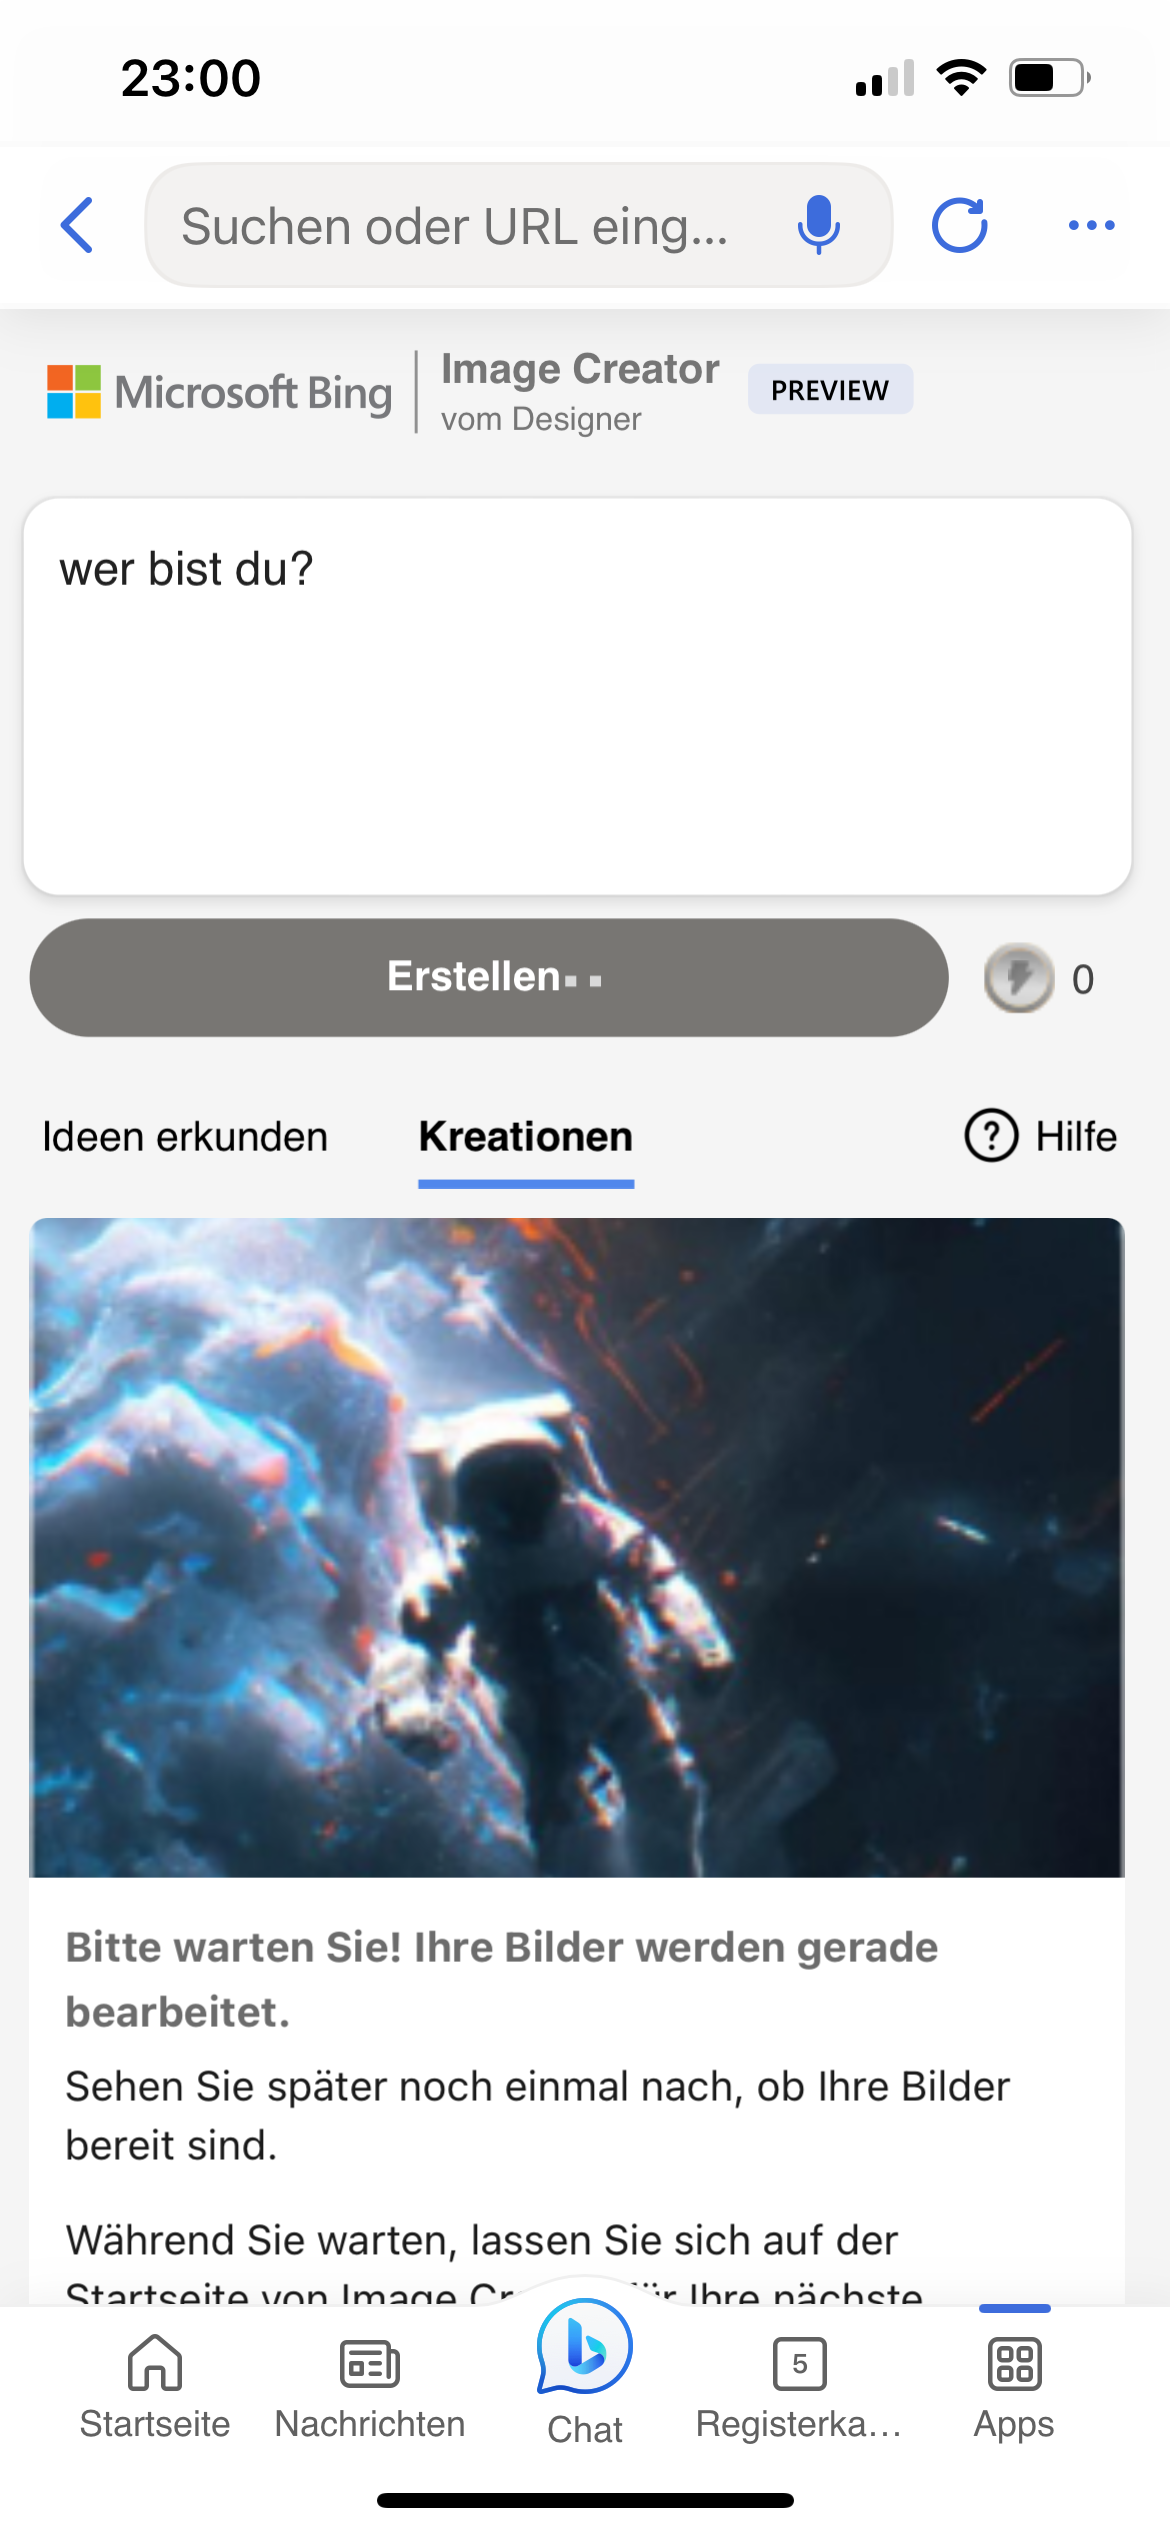 23:00
Suchen oder URL eing...
Microsoft Bing
Image Creator
vom Designer
PREVIEW
wer bist du?
Erstellen
0
Ideen erkunden
Kreationen
Hilfe
Bitte warten Sie! Ihre Bilder werden gerade
bearbeitet.
Sehen Sie später noch einmal nach, ob Ihre Bilder
bereit sind.
Während Sie warten, lassen Sie sich auf der
Startseite von Image für Ihre nächste
5
Startseite
Nachrichten
Chat
Registerka...
Apps